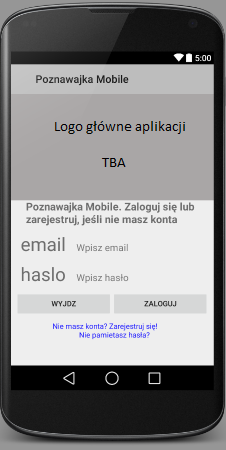 5:00
Poznawajka Mobile
Logo główne aplikacji
TBA
Poznawajka Mobile. Zaloguj się lub
zarejestruj, jeśli nie masz konta
email Wpisz email
haslo Wpisz hasło
WYJDZ ZALOGUJ
Nie masz konta? Zarejestruj się!
Nie pamietasz hasła?